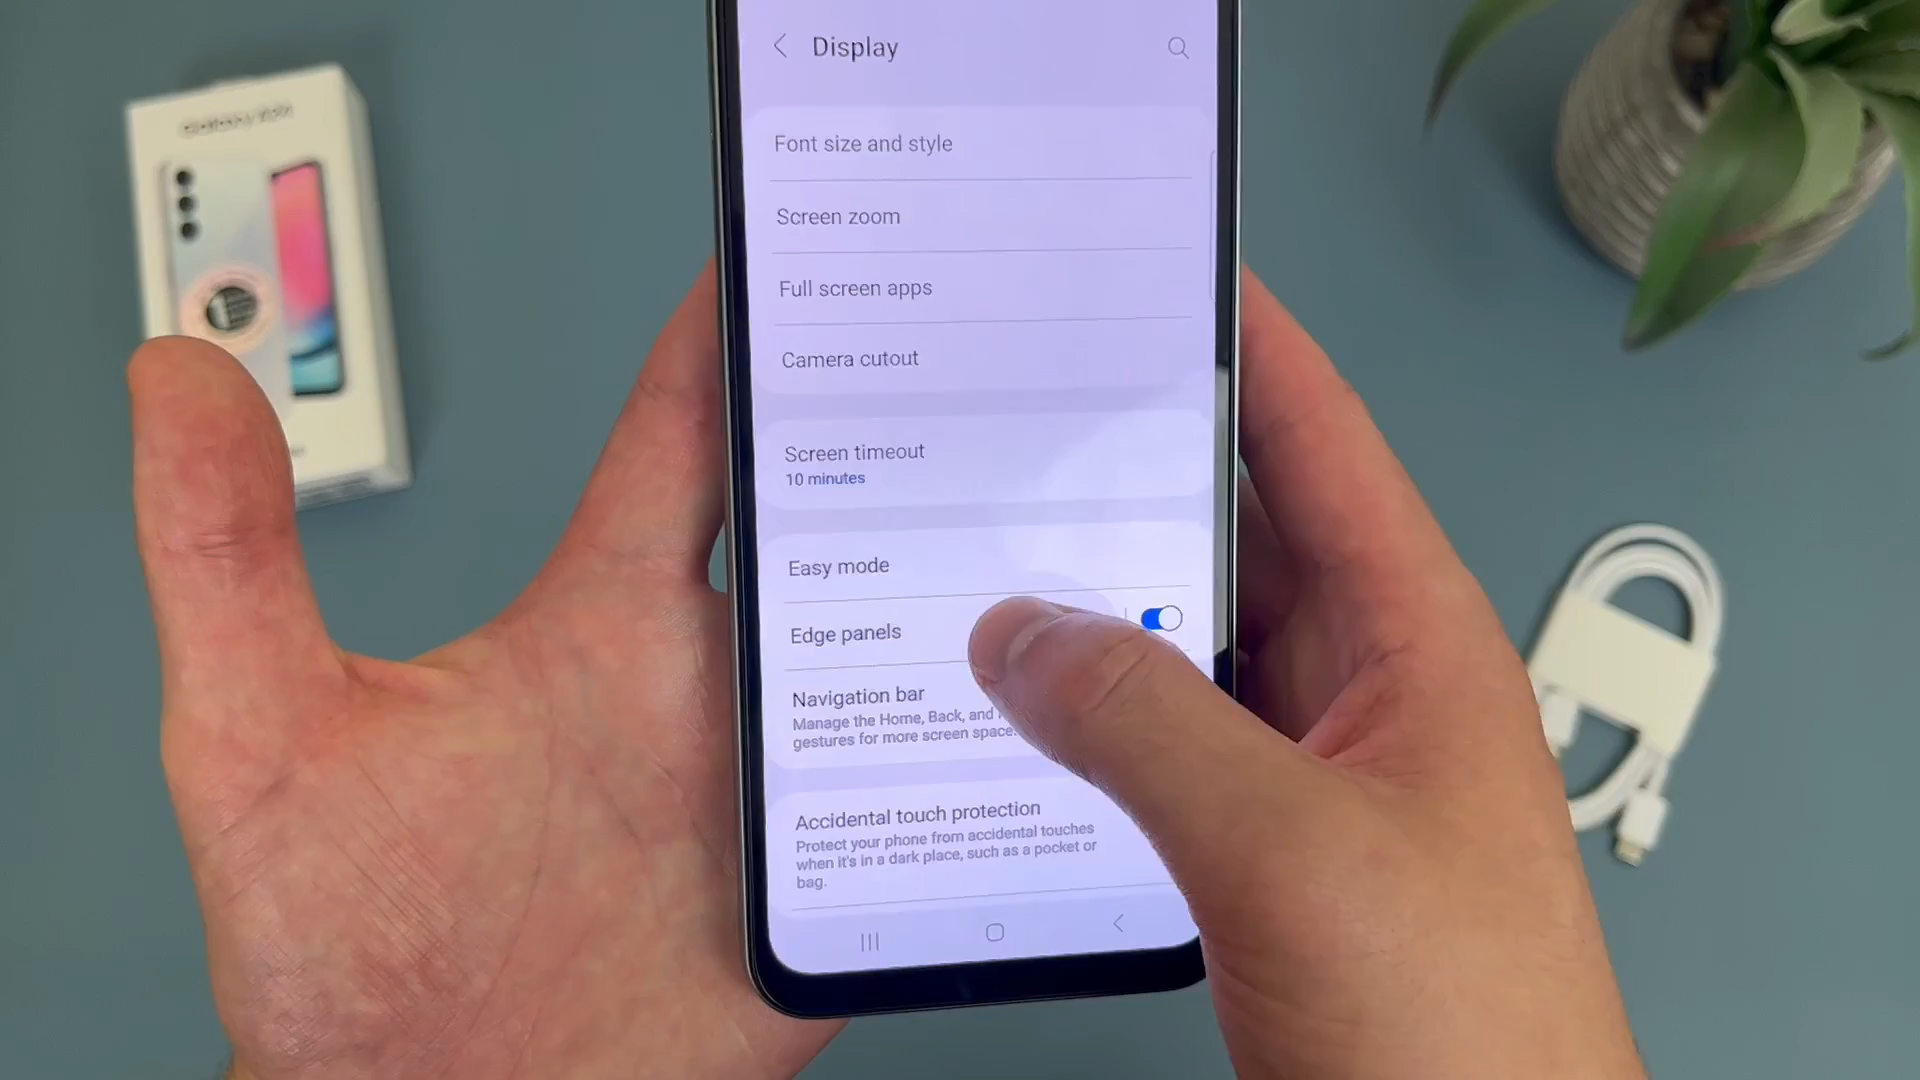 Display
Font size and style
Screen zoom
Full screen apps
Camera cutout
Screen timeout
10 minutes
Easy mode
Edge panels
Navigation bar
Manage the Home, Back, and
gestures for more screen space.
Accidental touch protection
Protect your phone from accidental touches
when it's in a dark place, such as a pocket or
bag.